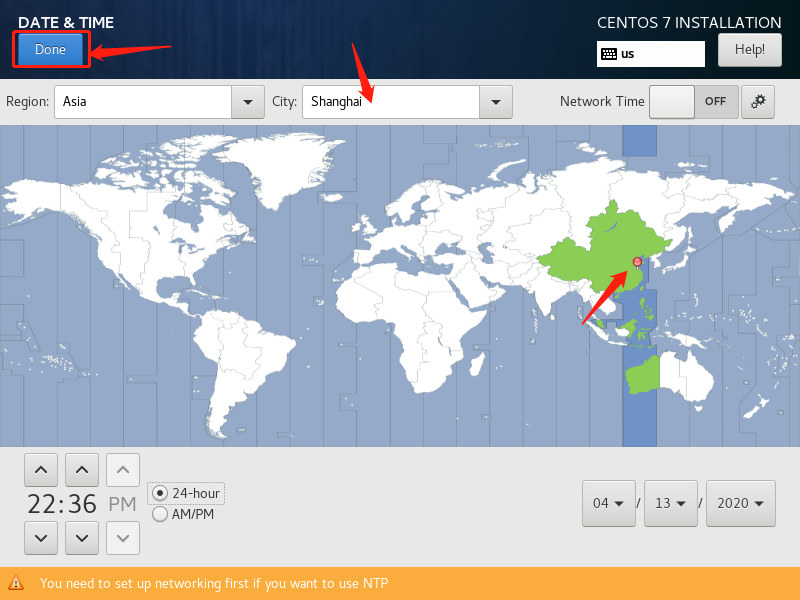 DATE & TIME
CENTOS 7 INSTALLATION
Done
us
Help!
Region: Asia City: Shanghai Network Time OFF
22:36 PM
24-hour
AM/PM
04 / 13 / 2020
You need to set up networking first if you want to use NTP